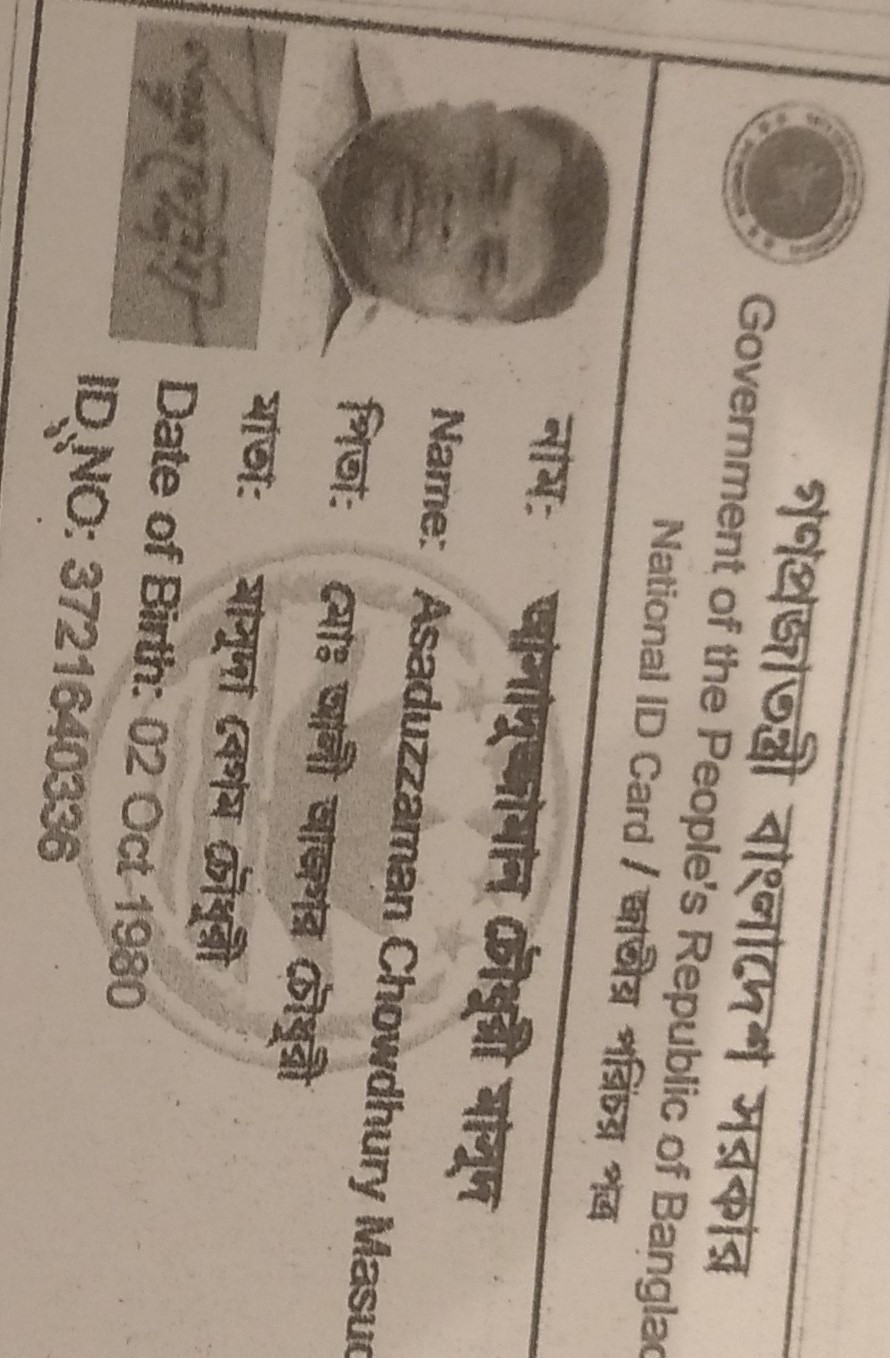 গণপ্রজাতন্ত্রী বাংলাদেশ সরকার
Government of the People's Republic of Banglad
National ID Card / জাতীয় পরিচয় পত্র
নাম: আসাদুজ্জামান চৌধুরী মাসুদ
Name: Asaduzzaman Chowdhury Masud
পিতা: মোঃ আলী আজগর চৌধুরী
মাতা: মাসুদা বেগম চৌধুরী
Date of Birth: 02 Oct 1980
ID NO: 3721640336